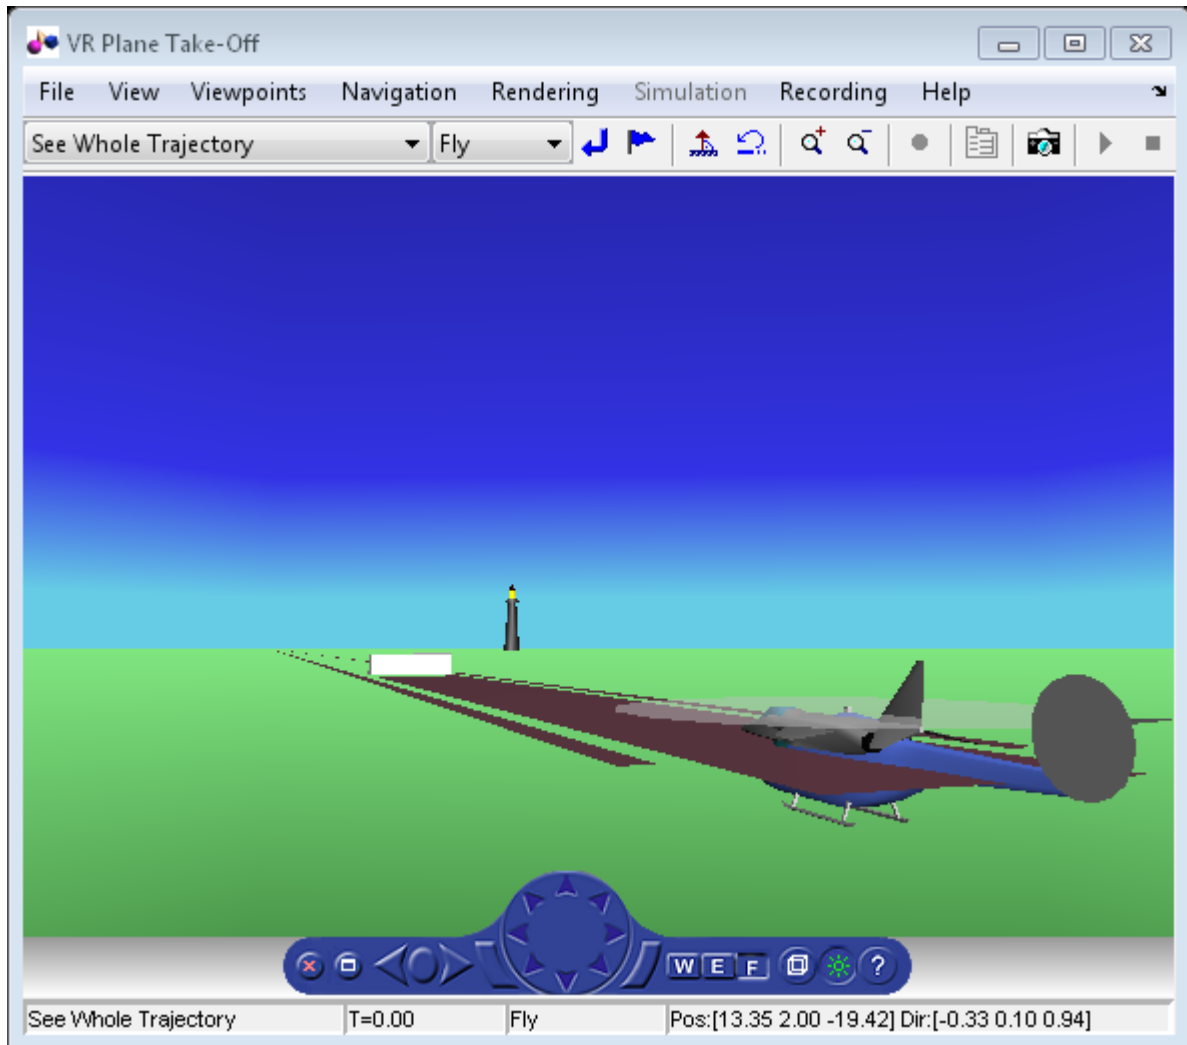 VR Plane Take-Off
File View Viewpoints Navigation Rendering Simulation Recording Help
See Whole Trajectory Fly
W E F ?
See Whole Trajectory T=0.00 Fly Pos:[13.35 2.00 -19.42] Dir:[-0.33 0.10 0.94]